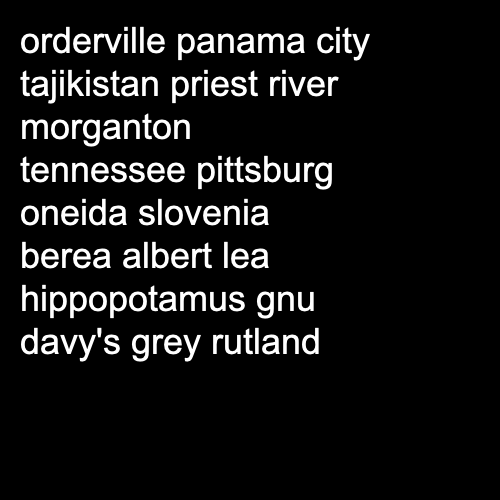 orderville panama city
tajikistan priest river
morganton
tennessee pittsburg
oneida slovenia
berea albert lea
hippopotamus gnu
davy's grey rutland